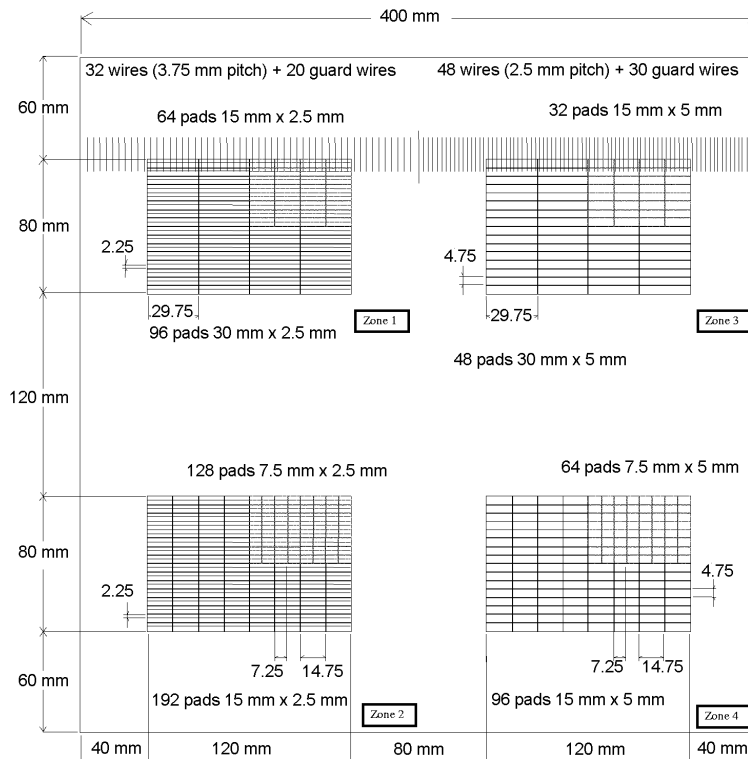 400 mm
32 wires (3.75 mm pitch) + 20 guard wires
48 wires (2.5 mm pitch) + 30 guard wires
60 mm
64 pads 15 mm x 2.5 mm
32 pads 15 mm x 5 mm
80 mm
2.25
4.75
29.75
Zone 1
29.75
Zone 3
96 pads 30 mm x 2.5 mm
48 pads 30 mm x 5 mm
120 mm
128 pads 7.5 mm x 2.5 mm
64 pads 7.5 mm x 5 mm
80 mm
2.25
4.75
7.25
14.75
7.25
14.75
60 mm
192 pads 15 mm x 2.5 mm
Zone 2
96 pads 15 mm x 5 mm
Zone 4
40 mm
120 mm
80 mm
120 mm
40 mm